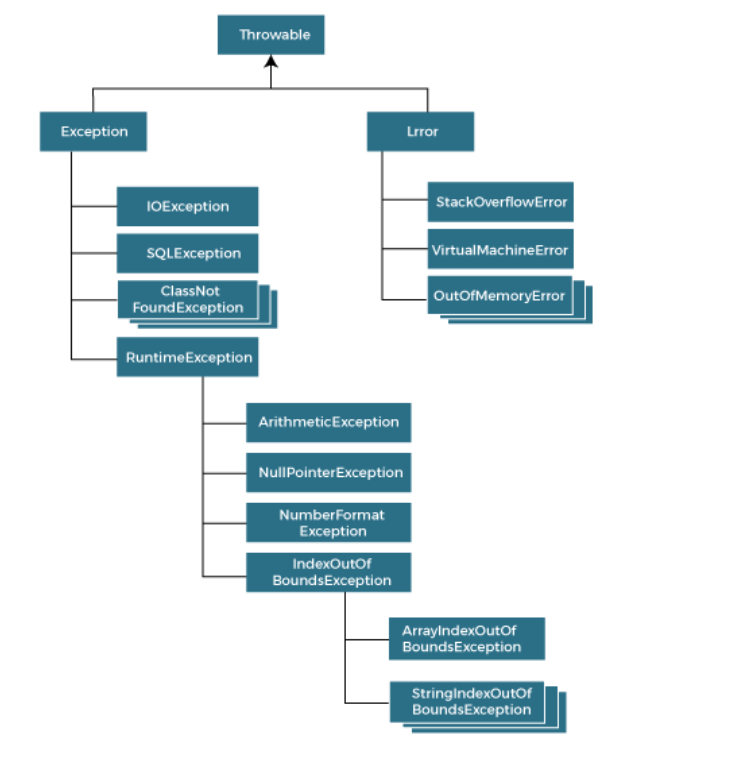 Throwable
Exception
Lrror
IOException
SQLException
ClassNot
FoundException
RuntimeException
StackOverflowError
VirtualMachineError
OutOfMemoryError
ArithmeticException
NullPointerException
NumberFormat
Exception
IndexOutOf
BoundsException
ArrayIndexOutOf
BoundsException
StringIndexOutOf
BoundsException